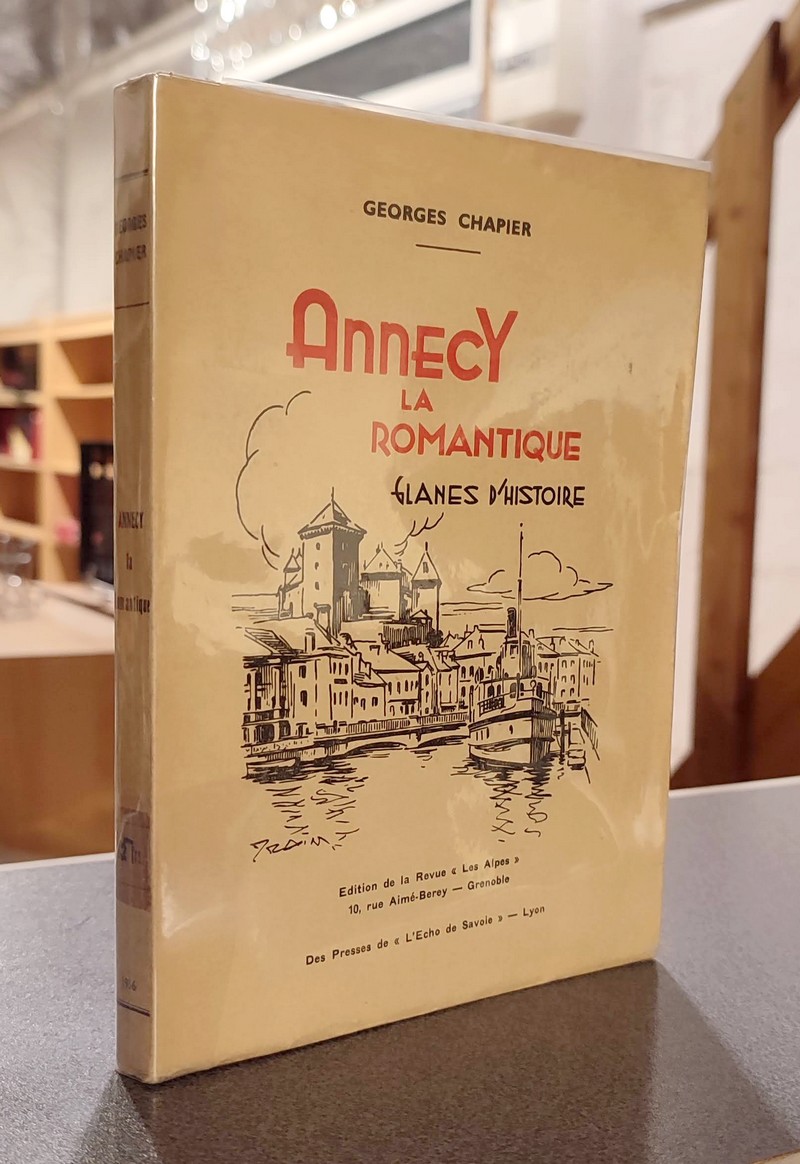 GEORGES CHAPIER
ANNECY
LA
ROMANTIQUE
GLANES D'HISTOIRE
Edition de la Revue « Les Alpes »
10, rue Aimé-Berey — Grenoble
Des Presses de « L'Echo de Savoie » — Lyon
GEORGES
CHAPIER
ANNECY
la
romantique